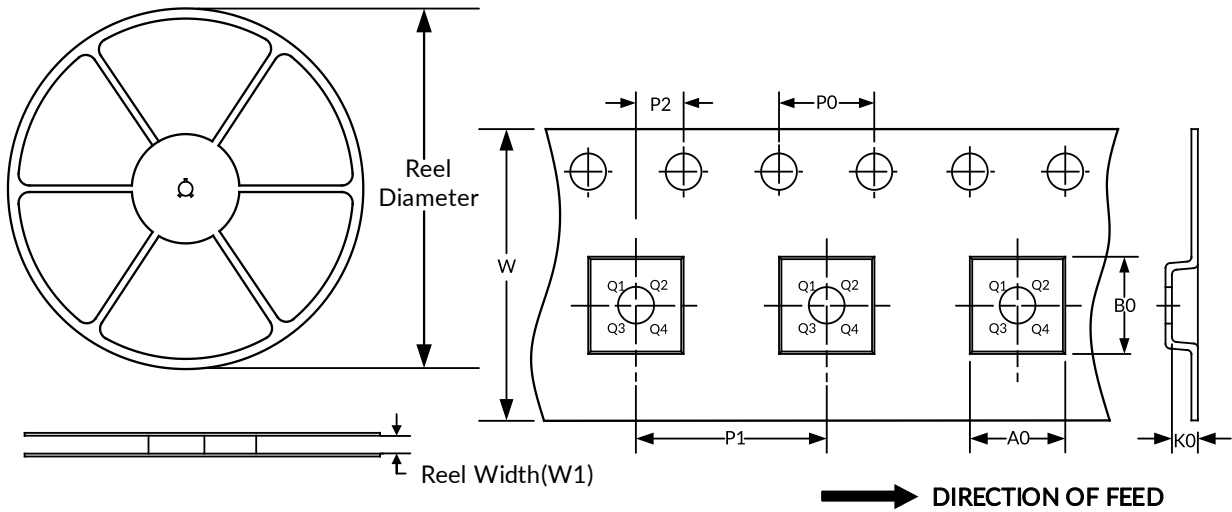 Reel
Diameter
P2
P0
W
Q1 Q2
Q3 Q4
Q1 Q2
Q3 Q4
Q1 Q2
Q3 Q4
B0
P1
A0
K0
Reel Width(W1)
DIRECTION OF FEED